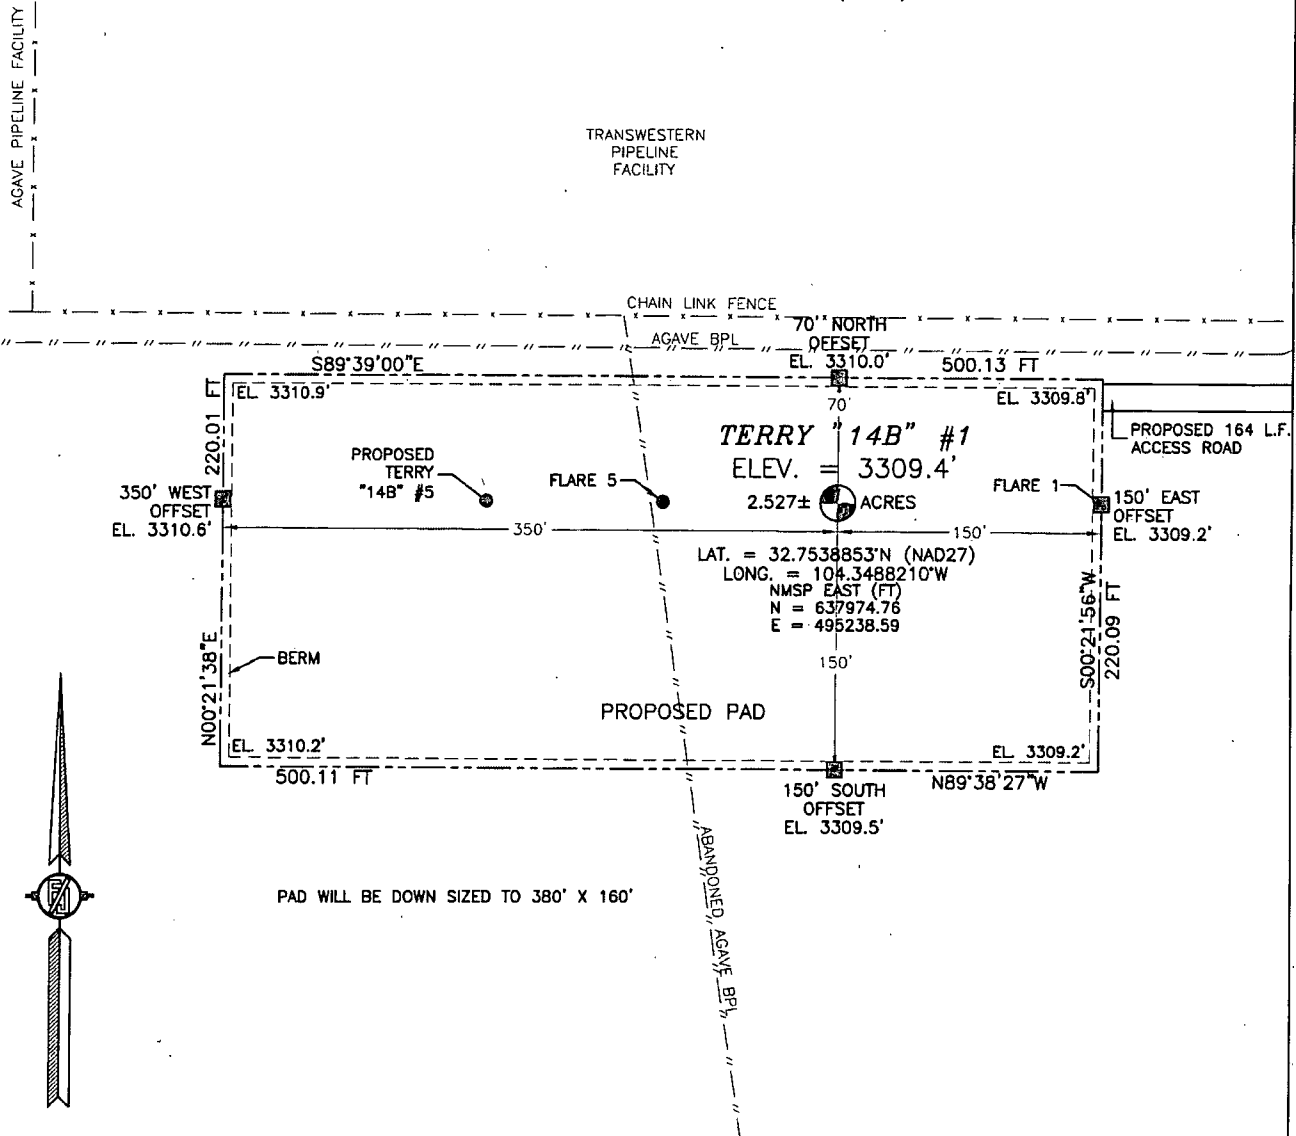 AGAVE PIPELINE FACILITY
TRANSWESTERN
PIPELINE
FACILITY
CHAIN LINK FENCE
AGAVE BPL
70' NORTH
OFFSET
EL. 3310.0'
S89°39'00"E
500.13 FT
220.01 FT
EL. 3310.9'
EL. 3309.8'
70'
PROPOSED 164 L.F.
ACCESS ROAD
TERRY "14B" #1
ELEV. = 3309.4'
2.527± ACRES
PROPOSED
TERRY
"14B" #5
FLARE 5
FLARE 1
350' WEST
OFFSET
EL. 3310.6'
150' EAST
OFFSET
EL. 3309.2'
350'
150'
LAT. = 32.7538853°N (NAD27)
LONG. = 104.3488210°W
NMSP EAST (FT)
N = 637974.76
E = 495238.59
N00°21'38"E
BERM
150'
S00°21'56"W
220.09 FT
PROPOSED PAD
EL. 3310.2'
EL. 3309.2'
500.11 FT
N89°38'27"W
150' SOUTH
OFFSET
EL. 3309.5'
ABANDONED AGAVE BPL
PAD WILL BE DOWN SIZED TO 380' X 160'